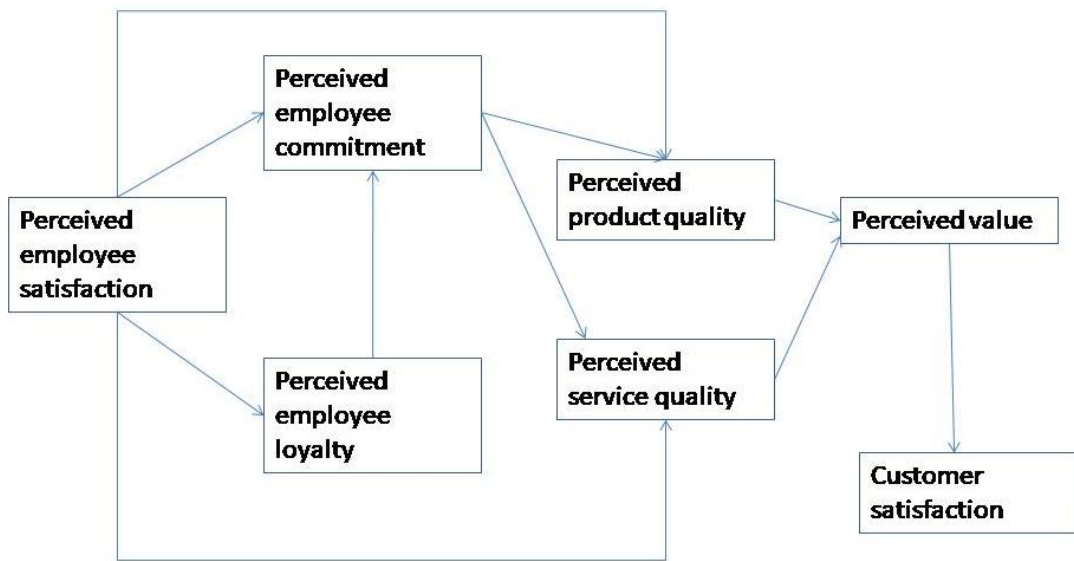 Perceived
employee
commitment
Perceived
product quality
Perceived
employee
satisfaction
Perceived value
Perceived
service quality
Perceived
employee
loyalty
Customer
satisfaction